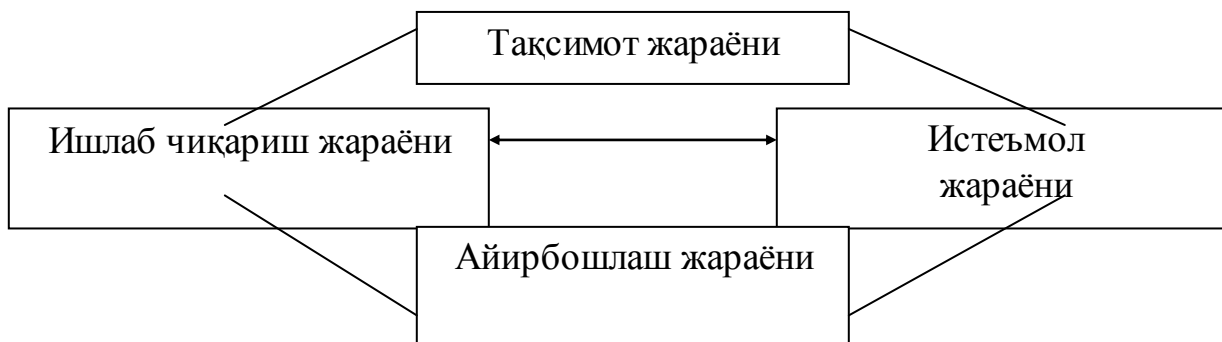 Тақсимот жараёни
Ишлаб чиқариш жараёни
Истеъмол
жараёни
Айирбошлаш жараёни